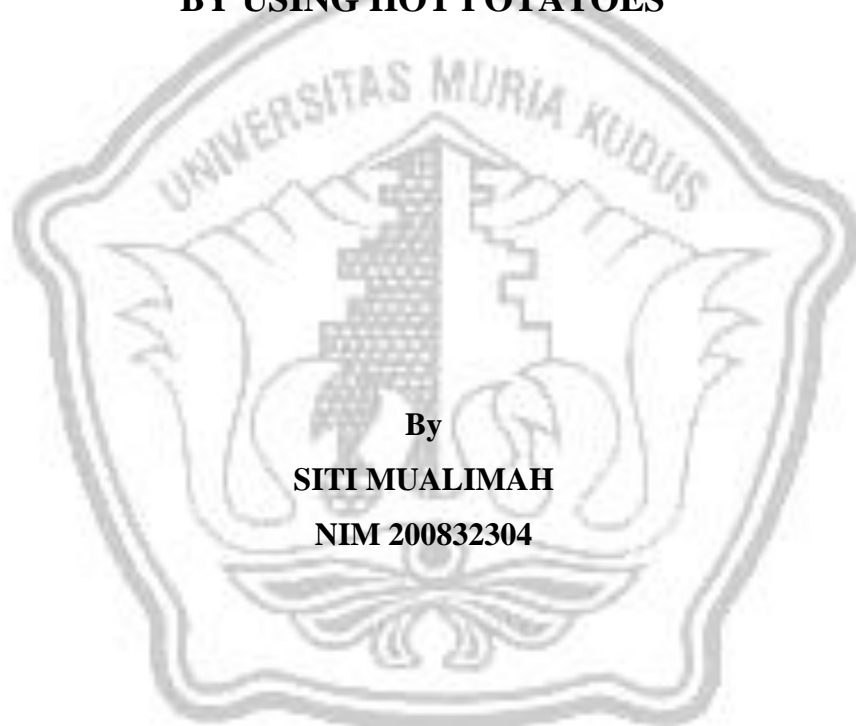 BY USING HOT POTATOES
UNIVERSITAS MURIA KUDUS
By
SITI MUALIMAH
NIM 200832304